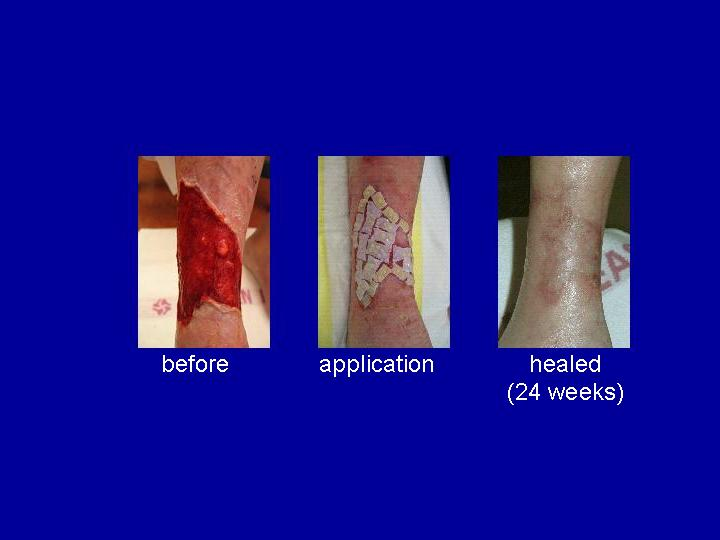 before
application
healed
(24 weeks)